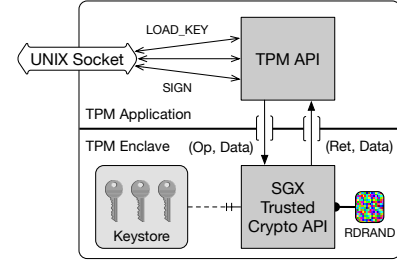 LOAD_KEY
UNIX Socket
TPM API
SIGN
TPM Application
TPM Enclave
(Op, Data)
(Ret, Data)
SGX
Trusted
Crypto API
Keystore
RDRAND